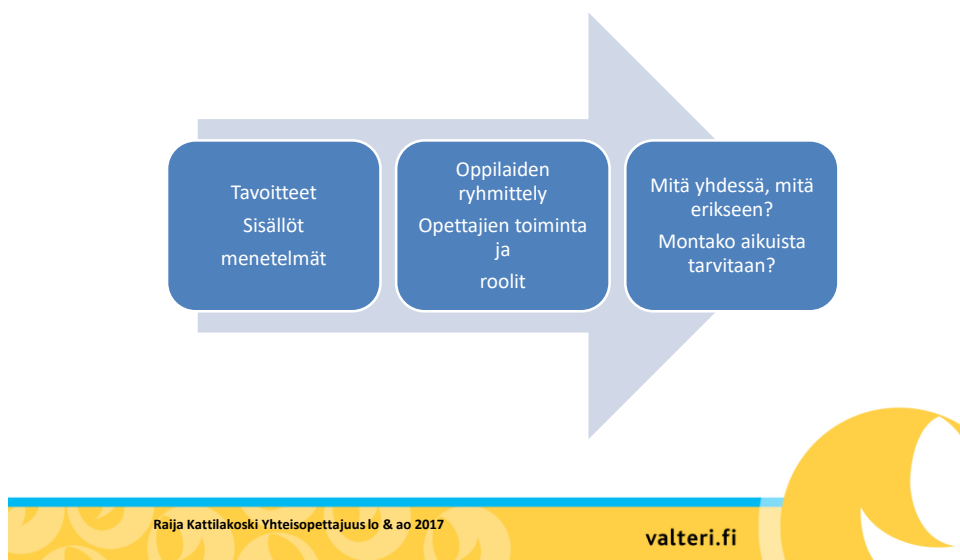 Tavoitteet
Sisällöt
menetelmät
Oppilaiden
ryhmittely
Opettajien toiminta
ja
roolit
Mitä yhdessä, mitä
erikseen?
Montako aikuista
tarvitaan?
Raija Kattilakoski Yhteisopettajuus lo & ao 2017
valteri.fi